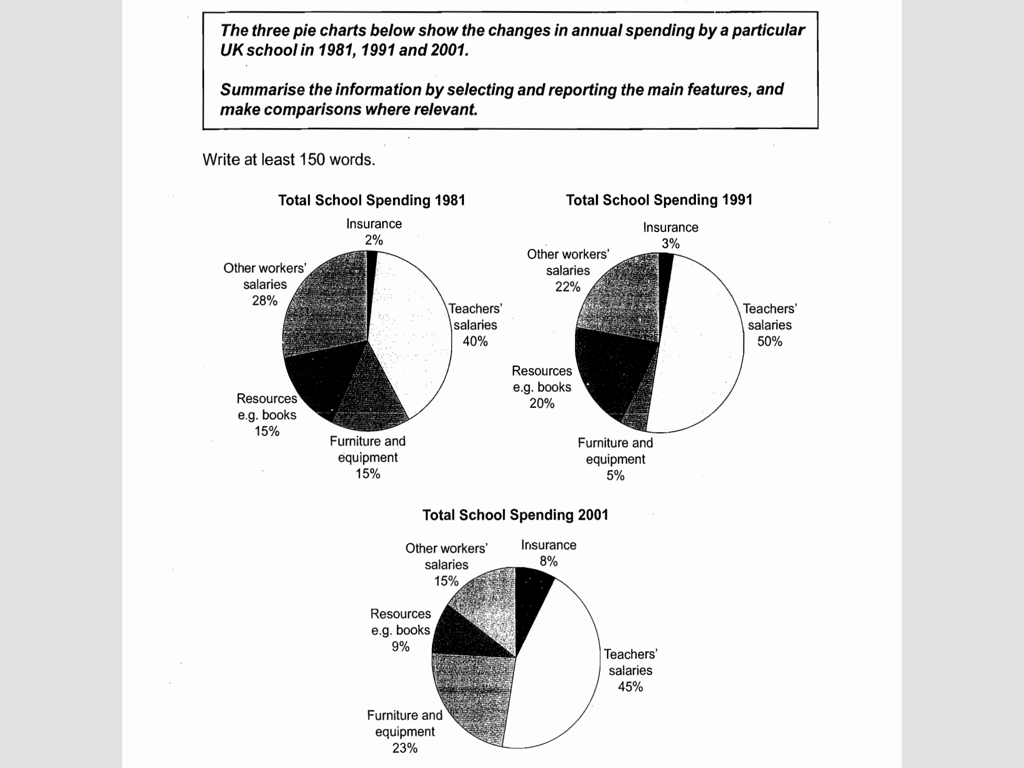 The three pie charts below show the changes in annual spending by a particular
UK school in 1981, 1991 and 2001.
Summarise the information by selecting and reporting the main features, and
make comparisons where relevant.
Write at least 150 words.
Total School Spending 1981
Insurance
2%
Other workers'
salaries
28%
Teachers'
salaries
40%
Resources
e.g. books
15%
Furniture and
equipment
15%
Total School Spending 1991
Insurance
3%
Other workers'
salaries
22%
Teachers'
salaries
50%
Resources
e.g. books
20%
Furniture and
equipment
5%
Total School Spending 2001
Other workers'
salaries
15%
Insurance
8%
Resources
e.g. books
9%
Teachers'
salaries
45%
Furniture and
equipment
23%